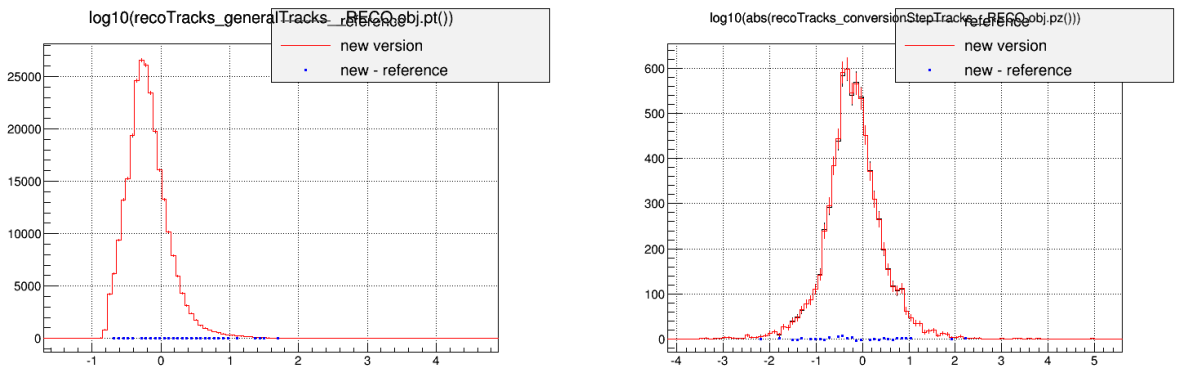 log10(recoTracks_generalTracks__RECO.obj.pt())
reference
new version
new - reference
25000
20000
15000
10000
5000
0
-1 0 1 2 3 4
log10(abs(recoTracks_conversionStepTracks__RECO.obj.pz()))
reference
new version
new - reference
600
500
400
300
200
100
0
-4 -3 -2 -1 0 1 2 3 4 5